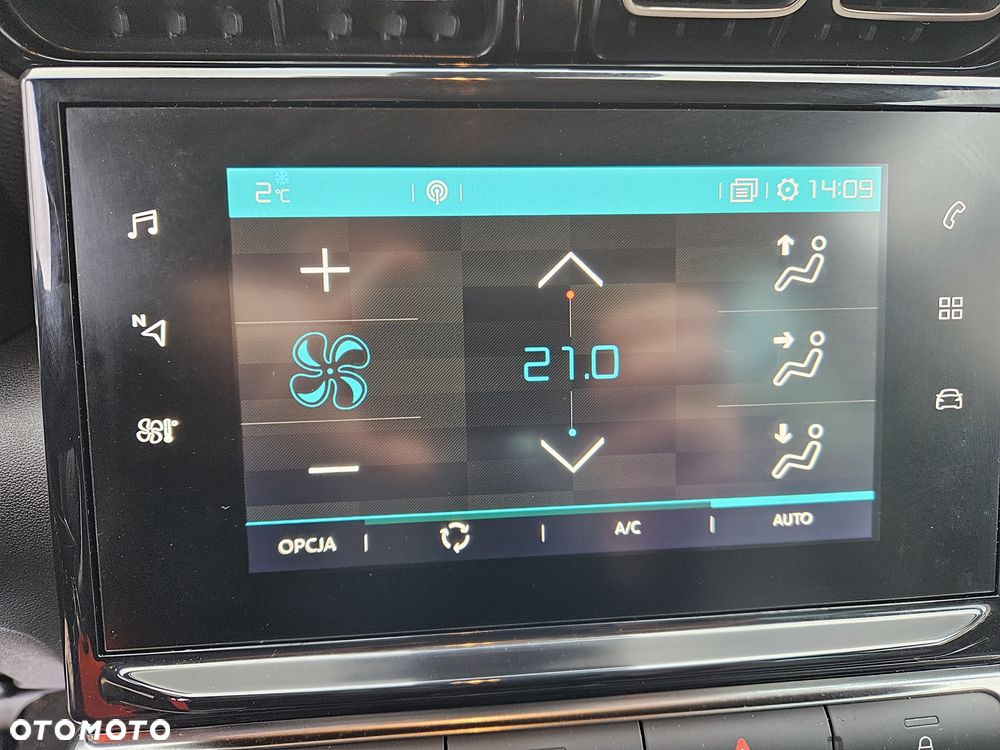 2 °C
14:09
N
21.0
OPCJA
A/C
AUTO
OTOMOTO